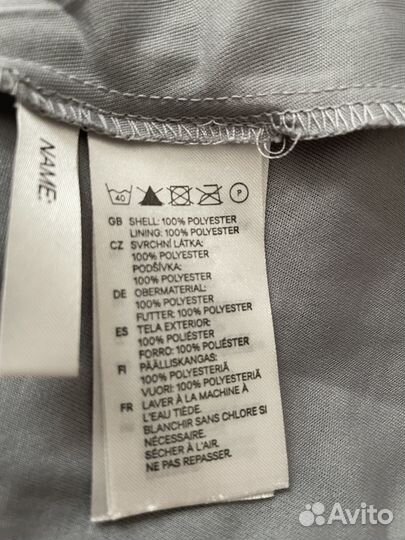 NAME:
40
P
GB SHELL: 100% POLYESTER
LINING: 100% POLYESTER
CZ SVRCHNÍ LÁTKA:
100% POLYESTER
PODŠÍVKA:
100% POLYESTER
DE OBERMATERIAL:
100% POLYESTER
FUTTER: 100% POLYESTER
ES TELA EXTERIOR:
100% POLIÉSTER
FORRO: 100% POLIÉSTER
FI PÄÄLLISKANGAS:
100% POLYESTERIÄ
VUORI: 100% POLYESTERIÄ
FR LAVER À LA MACHINE À
L'EAU TIÈDE.
BLANCHIR SANS CHLORE SI
NÉCESSAIRE.
SÉCHER À L'AIR.
NE PAS REPASSER.
Avito